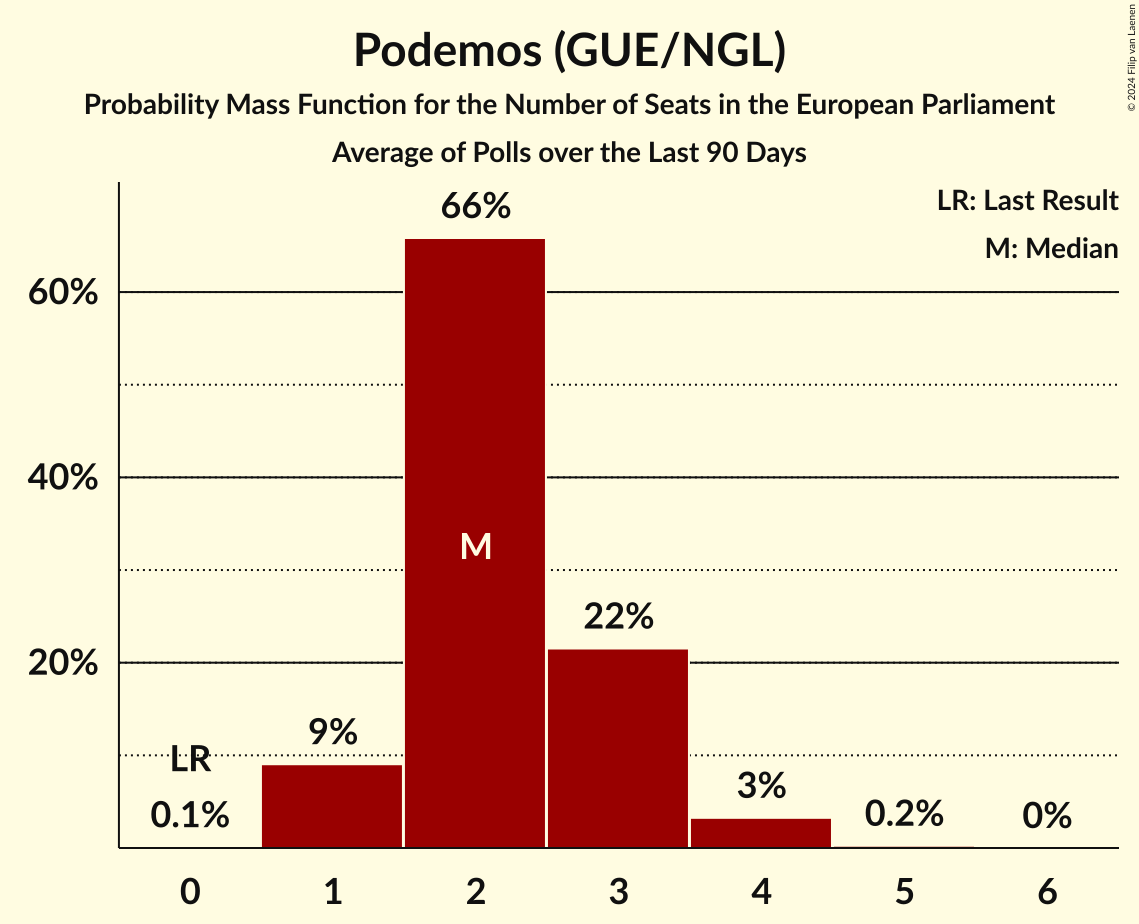 Podemos (GUE/NGL)
Probability Mass Function for the Number of Seats in the European Parliament
Average of Polls over the Last 90 Days
© 2024 Filip van Laenen
LR: Last Result
M: Median
66%
60%
40%
M
22%
20%
9%
LR
3%
0.1%
0.2%
0%
0 1 2 3 4 5 6